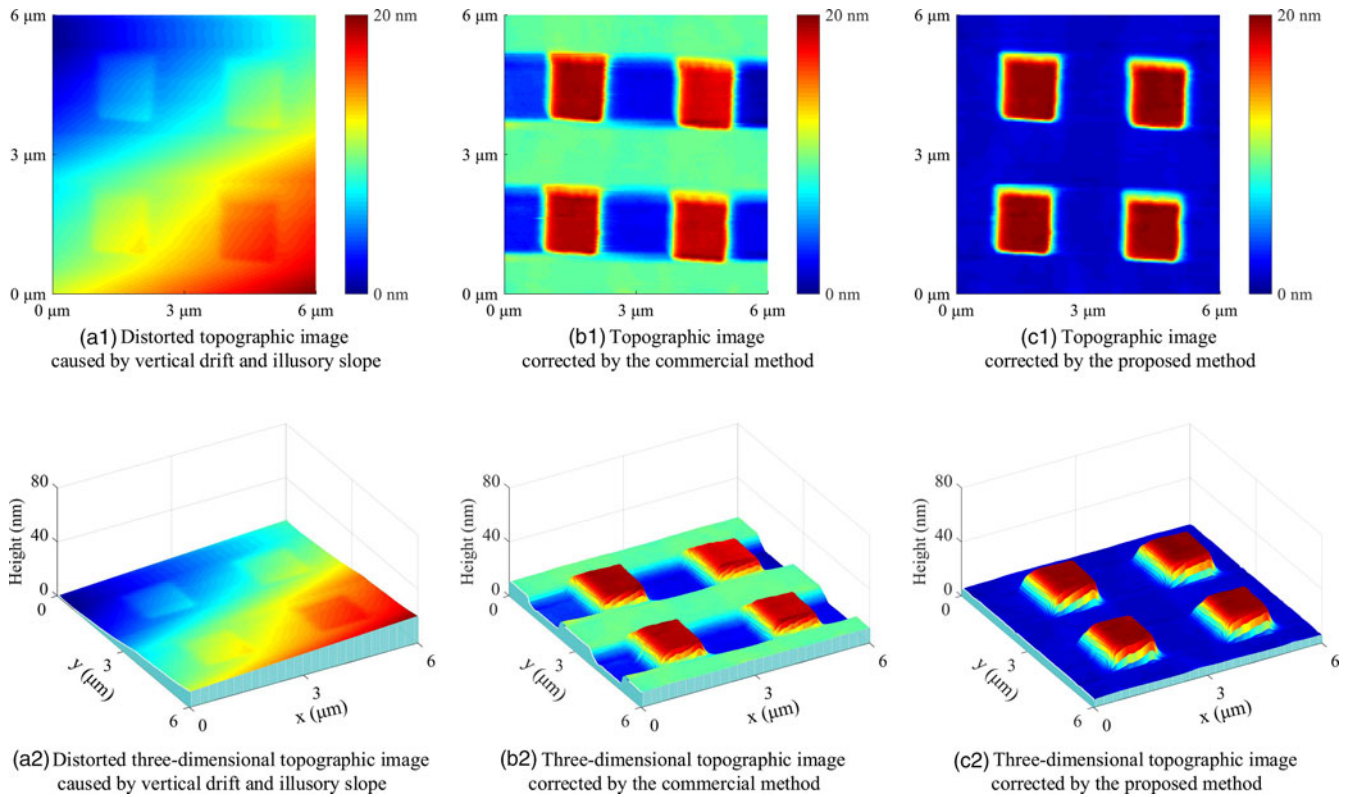 6 μm
20 nm
3 μm
0 nm
0 μm
0 μm
3 μm
6 μm
(a1) Distorted topographic image
caused by vertical drift and illusory slope
6 μm
20 nm
3 μm
0 nm
0 μm
0 μm
3 μm
6 μm
(b1) Topographic image
corrected by the commercial method
6 μm
20 nm
3 μm
0 nm
0 μm
0 μm
3 μm
6 μm
(c1) Topographic image
corrected by the proposed method
80
40
0
Height (nm)
0
3
6
y (μm)
0
3
6
x (μm)
(a2) Distorted three-dimensional topographic image
caused by vertical drift and illusory slope
80
40
0
Height (nm)
0
3
6
y (μm)
0
3
6
x (μm)
(b2) Three-dimensional topographic image
corrected by the commercial method
80
40
0
Height (nm)
0
3
6
y (μm)
0
3
6
x (μm)
(c2) Three-dimensional topographic image
corrected by the proposed method